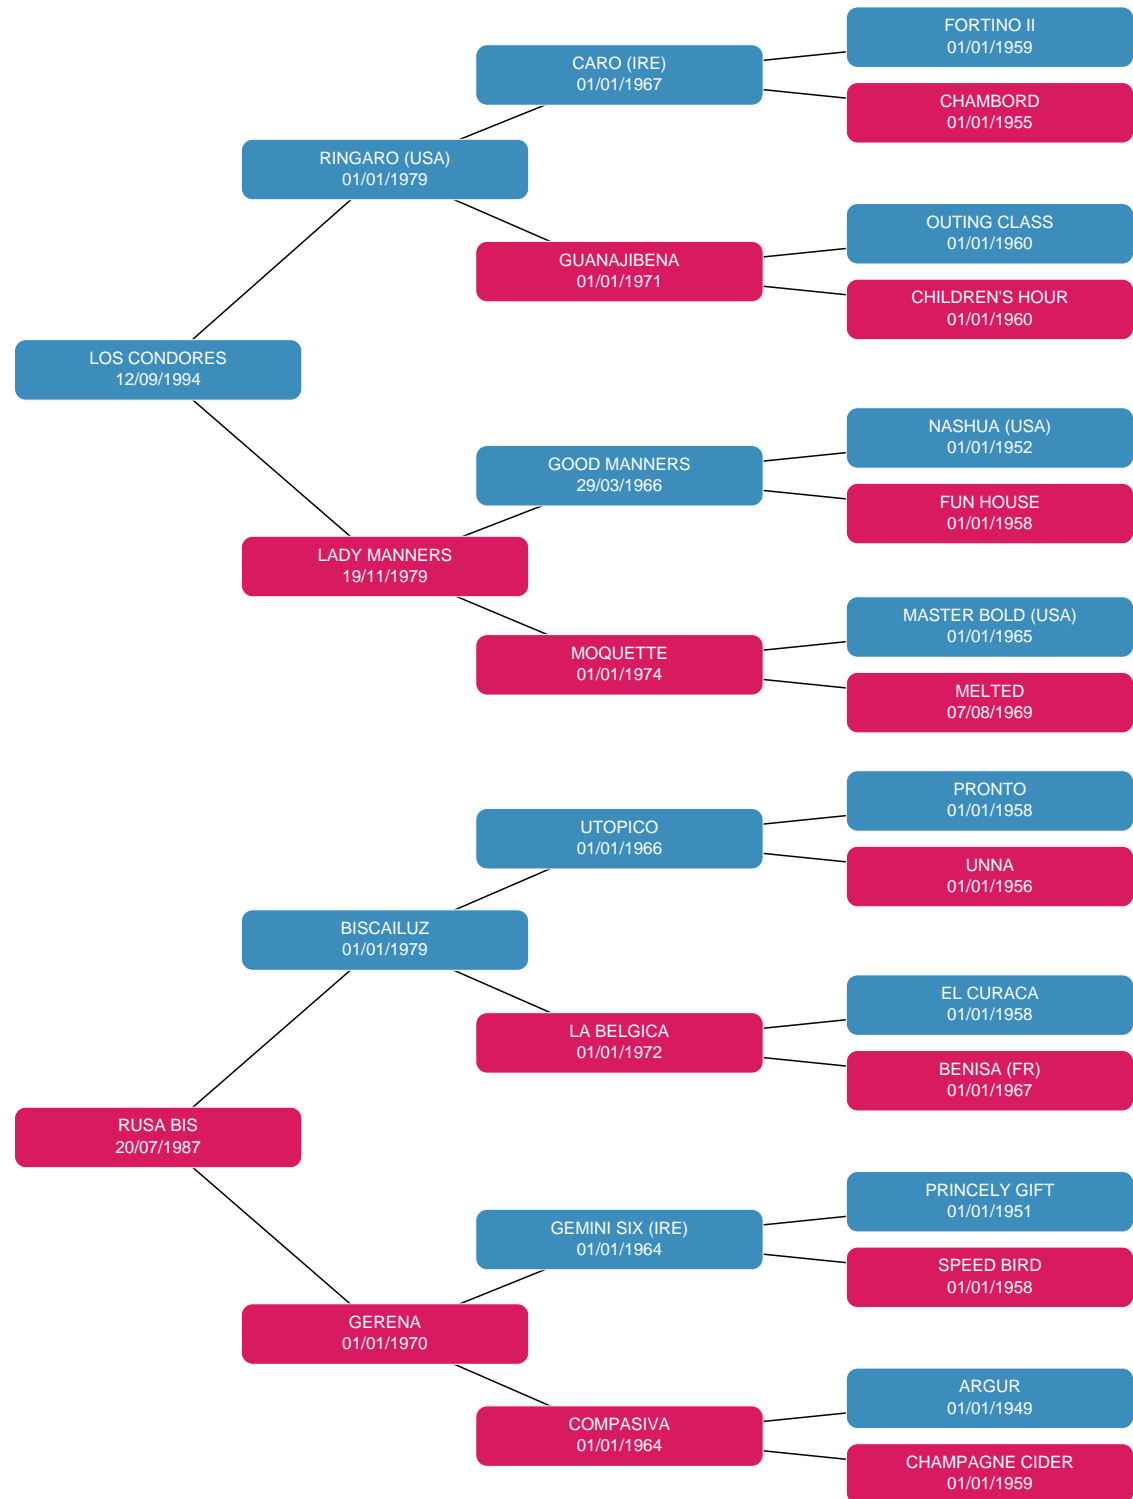 FORTINO II
01/01/1959
CARO (IRE)
01/01/1967
CHAMBORD
01/01/1955
RINGARO (USA)
01/01/1979
OUTING CLASS
01/01/1960
GUANAJIBENA
01/01/1971
CHILDREN'S HOUR
01/01/1960
LOS CONDORES
12/09/1994
NASHUA (USA)
01/01/1952
GOOD MANNERS
29/03/1966
FUN HOUSE
01/01/1958
LADY MANNERS
19/11/1979
MASTER BOLD (USA)
01/01/1965
MOQUETTE
01/01/1974
MELTED
07/08/1969
PRONTO
01/01/1958
UTOPICO
01/01/1966
UNNA
01/01/1956
BISCAILUZ
01/01/1979
EL CURACA
01/01/1958
LA BELGICA
01/01/1972
BENISA (FR)
01/01/1967
RUSA BIS
20/07/1987
PRINCELY GIFT
01/01/1951
GEMINI SIX (IRE)
01/01/1964
SPEED BIRD
01/01/1958
GERENA
01/01/1970
ARGUR
01/01/1949
COMPASIVA
01/01/1964
CHAMPAGNE CIDER
01/01/1959